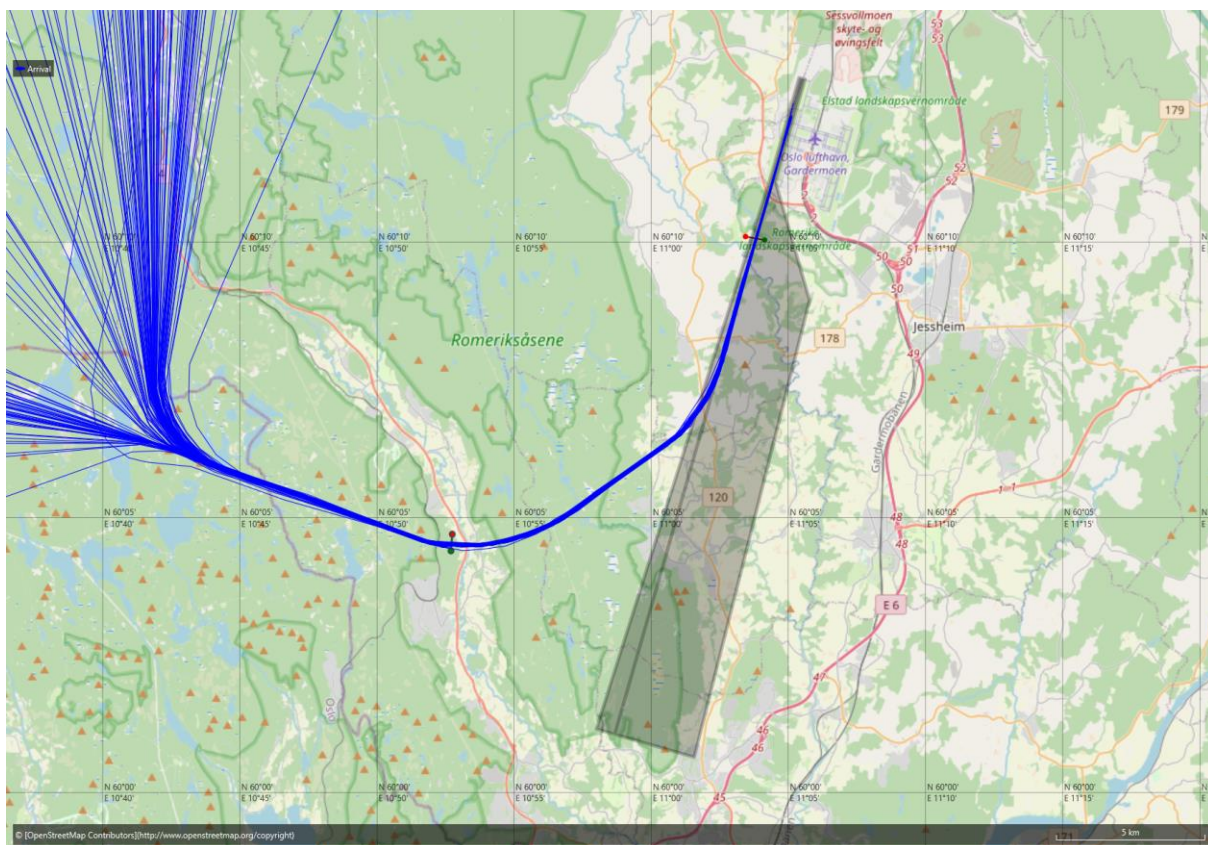 Sessvollmoen
skyte- og
øvingsfelt
53
53
Arrival
Elstad landskapsvernområde
179
Oslo lufthavn,
Gardermoen
52
52
N 60°10'
E 10°45'
N 60°10'
E 10°50'
N 60°10'
E 10°55'
N 60°10'
E 11°00'
landskapsvernområde
N 60°10'
E 11°10'
N 60°10'
E 11°15'
51
50
50
50
Jessheim
178
Romeriksåsene
49
Gardermobanen
120
1
1
N 60°05'
E 10°40'
N 60°05'
E 10°45'
N 60°05'
E 10°50'
N 60°05'
E 10°55'
N 60°05'
E 11°00'
N 60°05'
E 11°05'
N 60°05'
E 11°10'
N 60°05'
E 11°15'
48
48
E 6
47
Oslo
46
46
N 60°00'
E 10°40'
N 60°00'
E 10°45'
N 60°00'
E 10°50'
N 60°00'
E 10°55'
N 60°00'
E 11°00'
N 60°00'
E 11°05'
N 60°00'
E 11°10'
N 60°00'
E 11°15'
45
© [OpenStreetMap Contributors](http://www.openstreetmap.org/copyright)
171
5 km